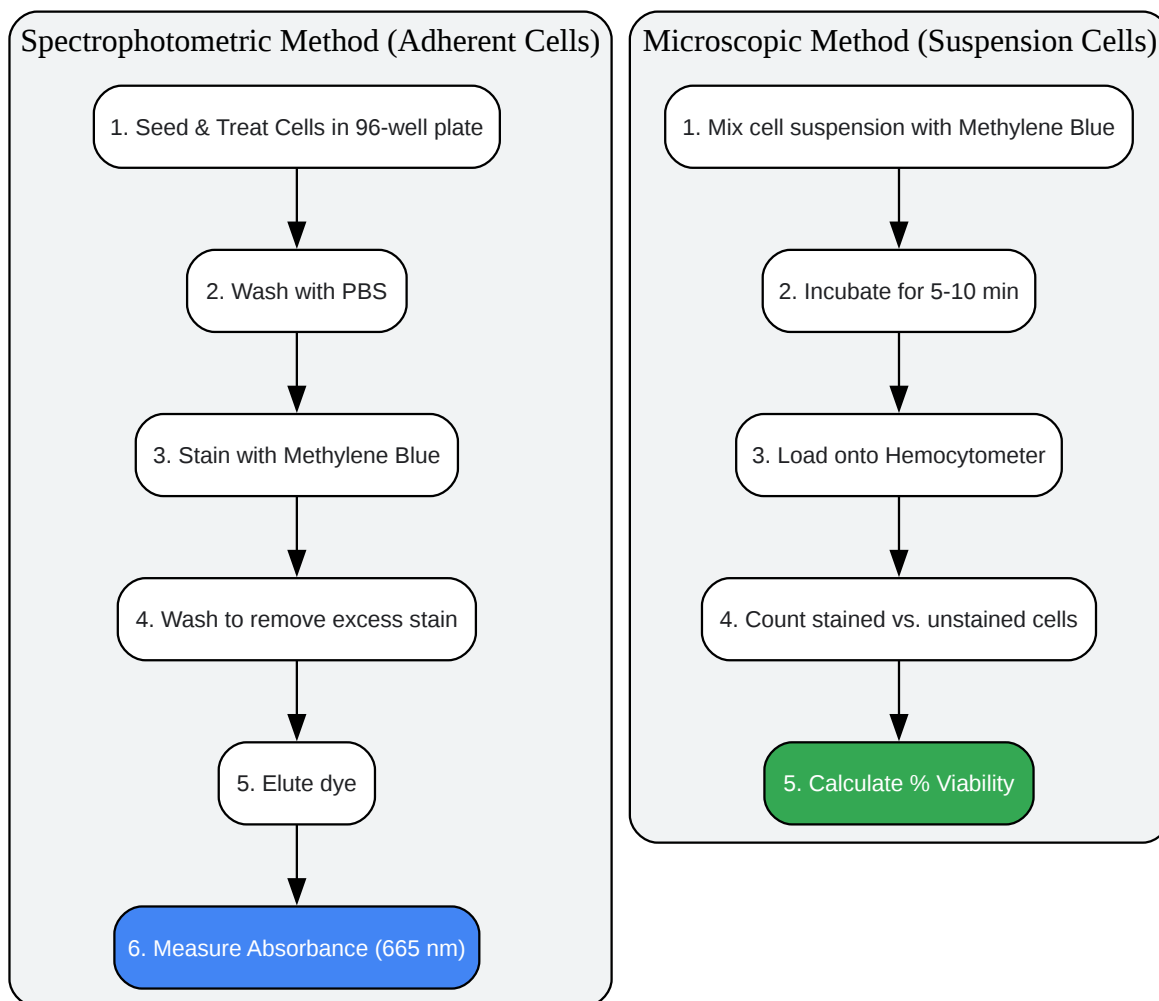 Spectrophotometric Method (Adherent Cells)
1. Seed & Treat Cells in 96-well plate
2. Wash with PBS
3. Stain with Methylene Blue
4. Wash to remove excess stain
5. Elute dye
6. Measure Absorbance (665 nm)
Microscopic Method (Suspension Cells)
1. Mix cell suspension with Methylene Blue
2. Incubate for 5-10 min
3. Load onto Hemocytometer
4. Count stained vs. unstained cells
5. Calculate % Viability